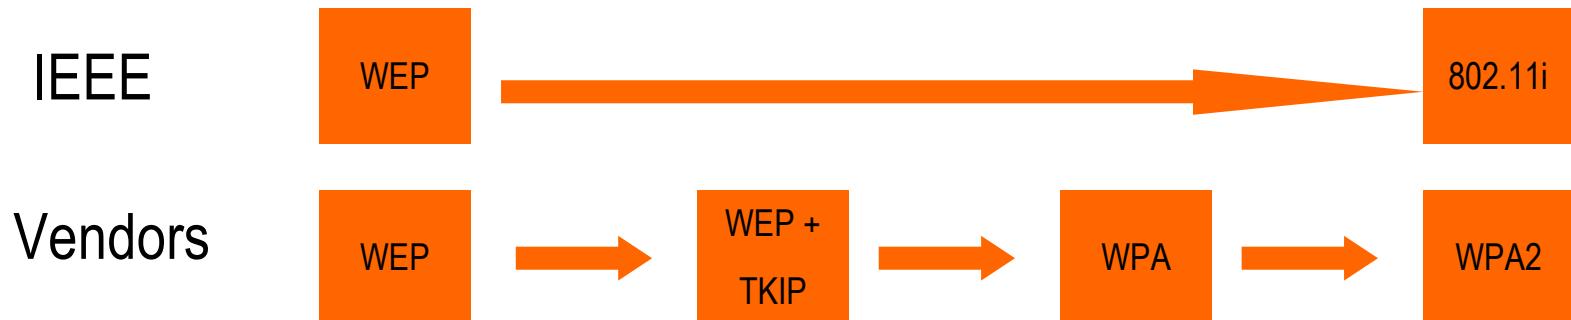 IEEE
WEP
802.11i
Vendors
WEP
WEP +
TKIP
WPA
WPA2